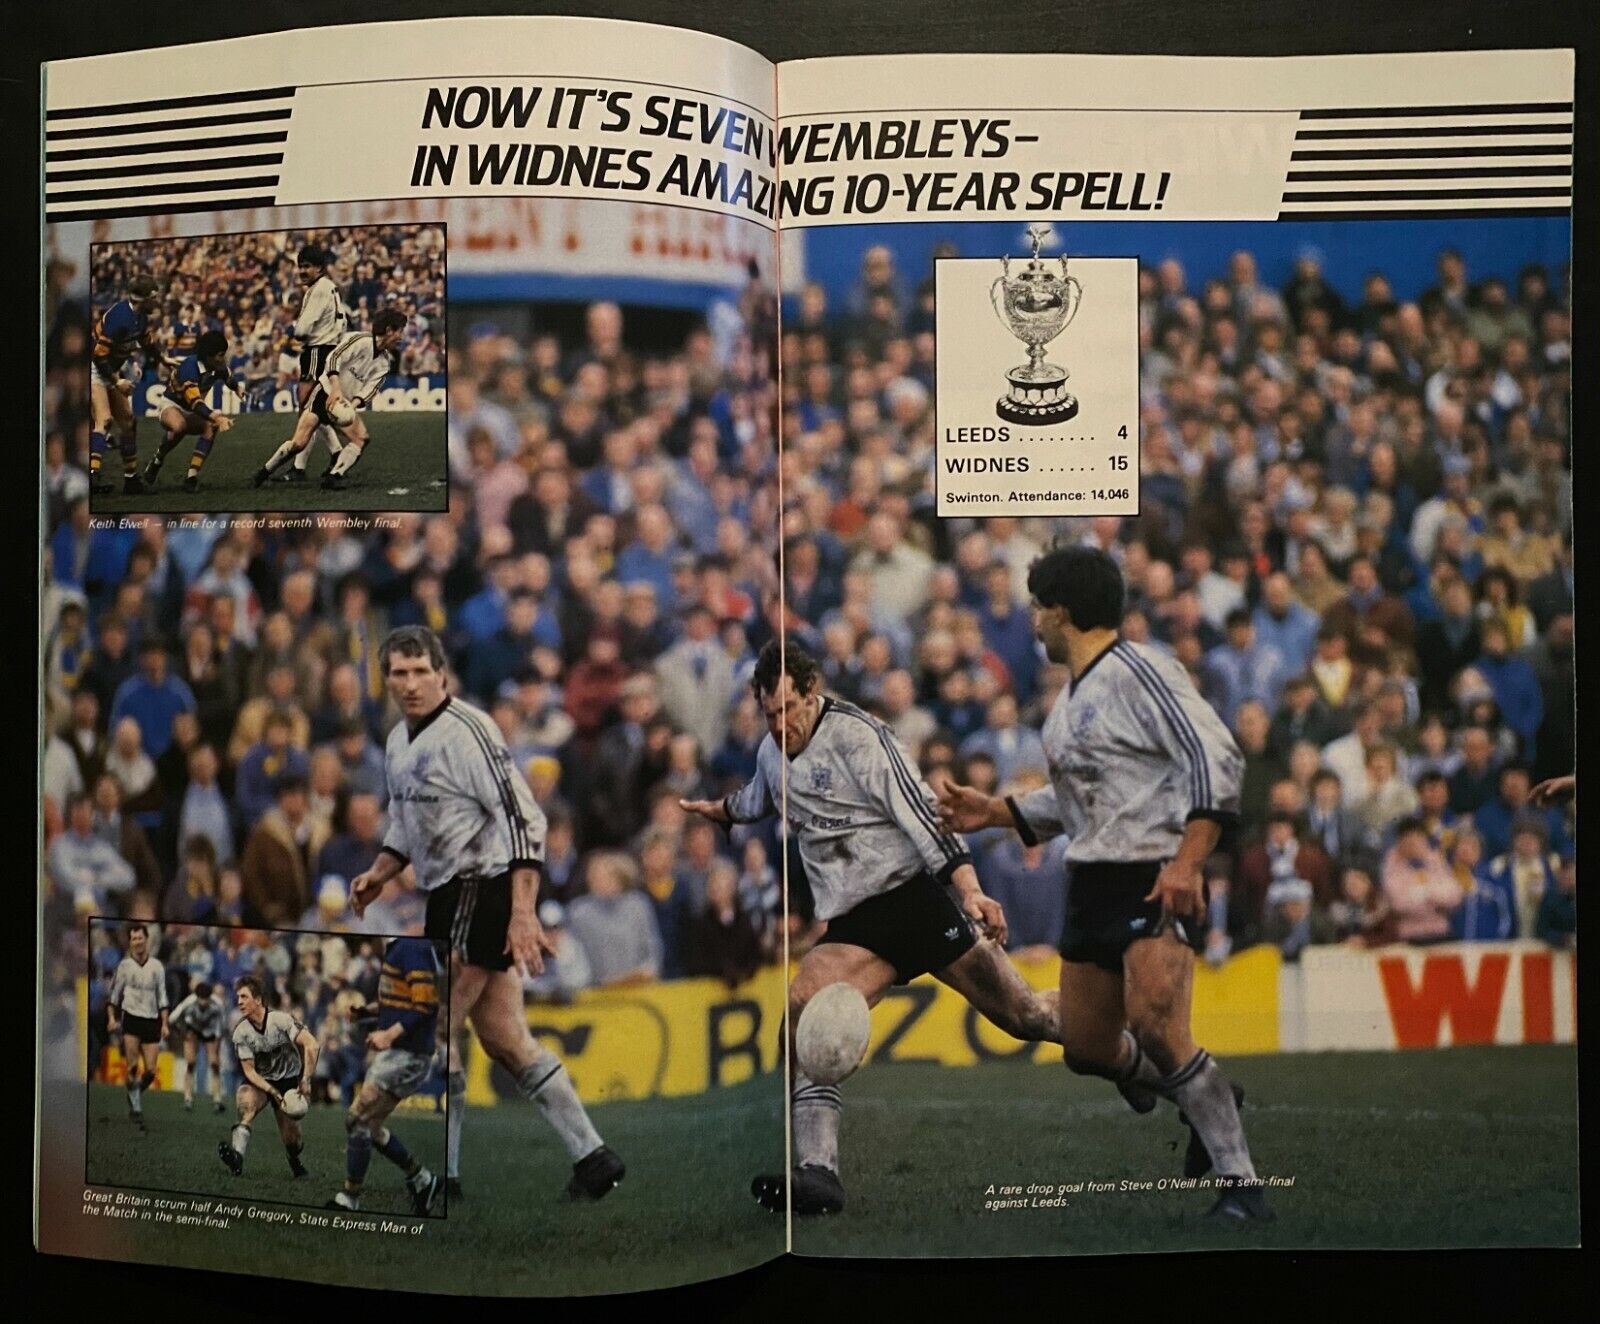 NOW IT'S SEVEN WEMBLEYS–
IN WIDNES AMAZING 10-YEAR SPELL!
Keith Elwell — in line for a record seventh Wembley final.
LEEDS ........ 4
WIDNES ...... 15
Swinton. Attendance: 14,046
Great Britain scrum half Andy Gregory, State Express Man of
the Match in the semi-final.
A rare drop goal from Steve O'Neill in the semi-final
against Leeds.
WI